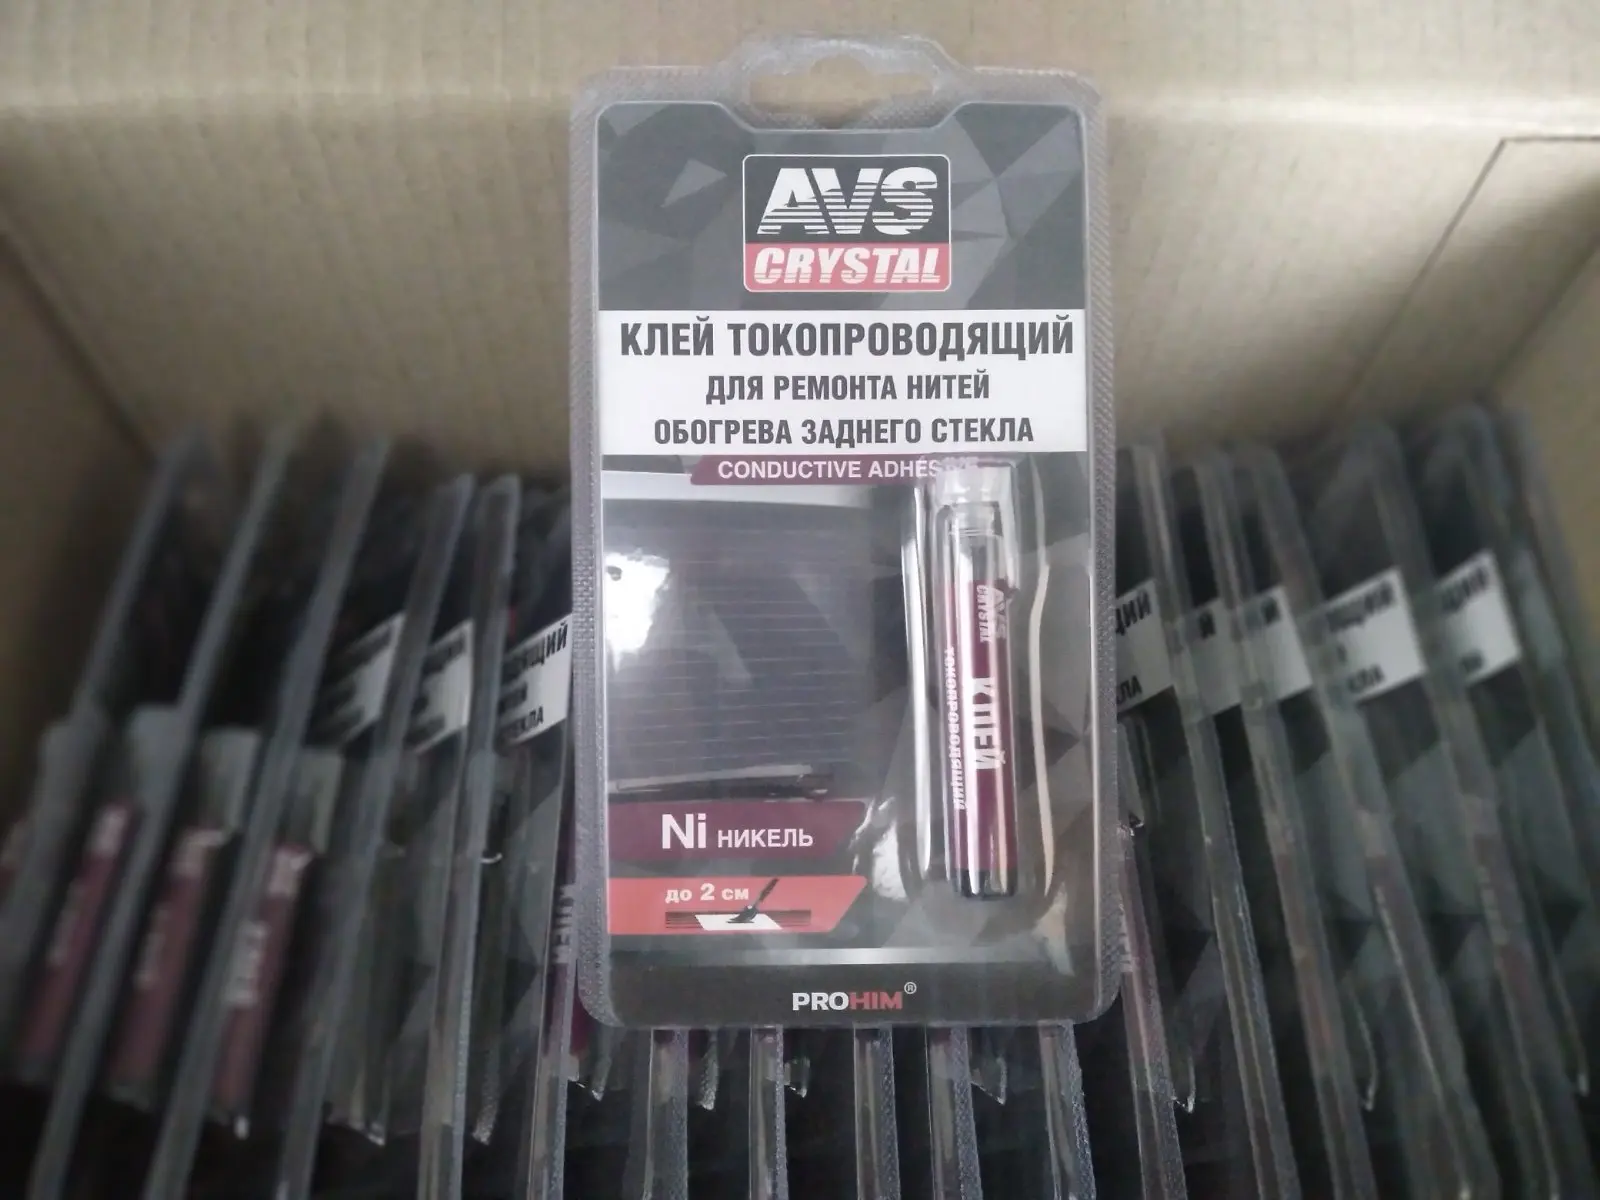 AVS
CRYSTAL
КЛЕЙ ТОКОПРОВОДЯЩИЙ
ДЛЯ РЕМОНТА НИТЕЙ
ОБОГРЕВА ЗАДНЕГО СТЕКЛА
CONDUCTIVE
AVS
CRYSTAL
КЛЕЙ
ТОКОПРОВОДЯЩИЙ
Ni НИКЕЛЬ
до 2 см
PROHIM®